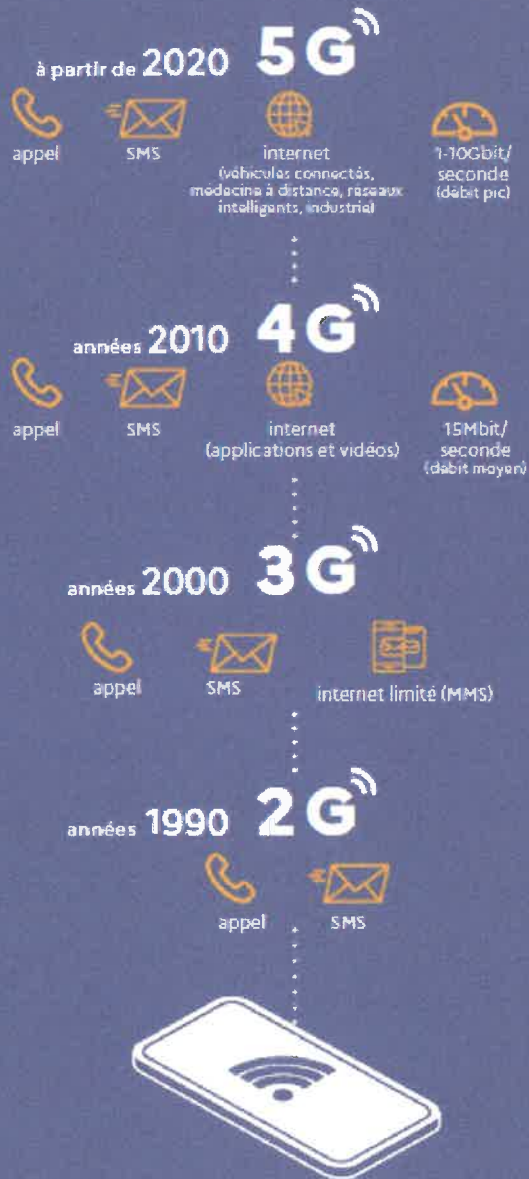 à partir de 2020 5G
appel
SMS
internet
(véhicules connectés,
médecine à distance, réseaux
intelligents, industrie)
1-10Gbit/
seconde
(débit pic)
années 2010 4G
appel
SMS
internet
(applications et vidéos)
15Mbit/
seconde
(débit moyen)
années 2000 3G
appel
SMS
internet limité (MMS)
années 1990 2G
appel
SMS